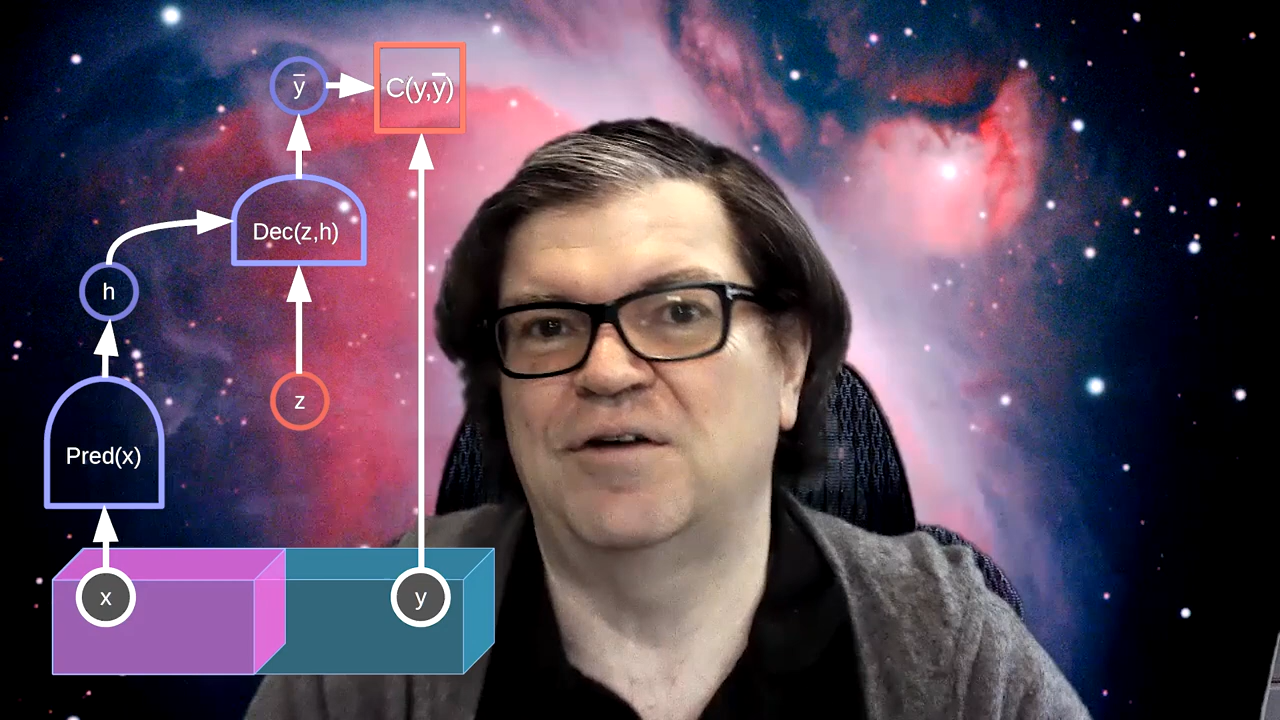 ȳ
C(y,ȳ)
Dec(z,h)
h
z
Pred(x)
x
y